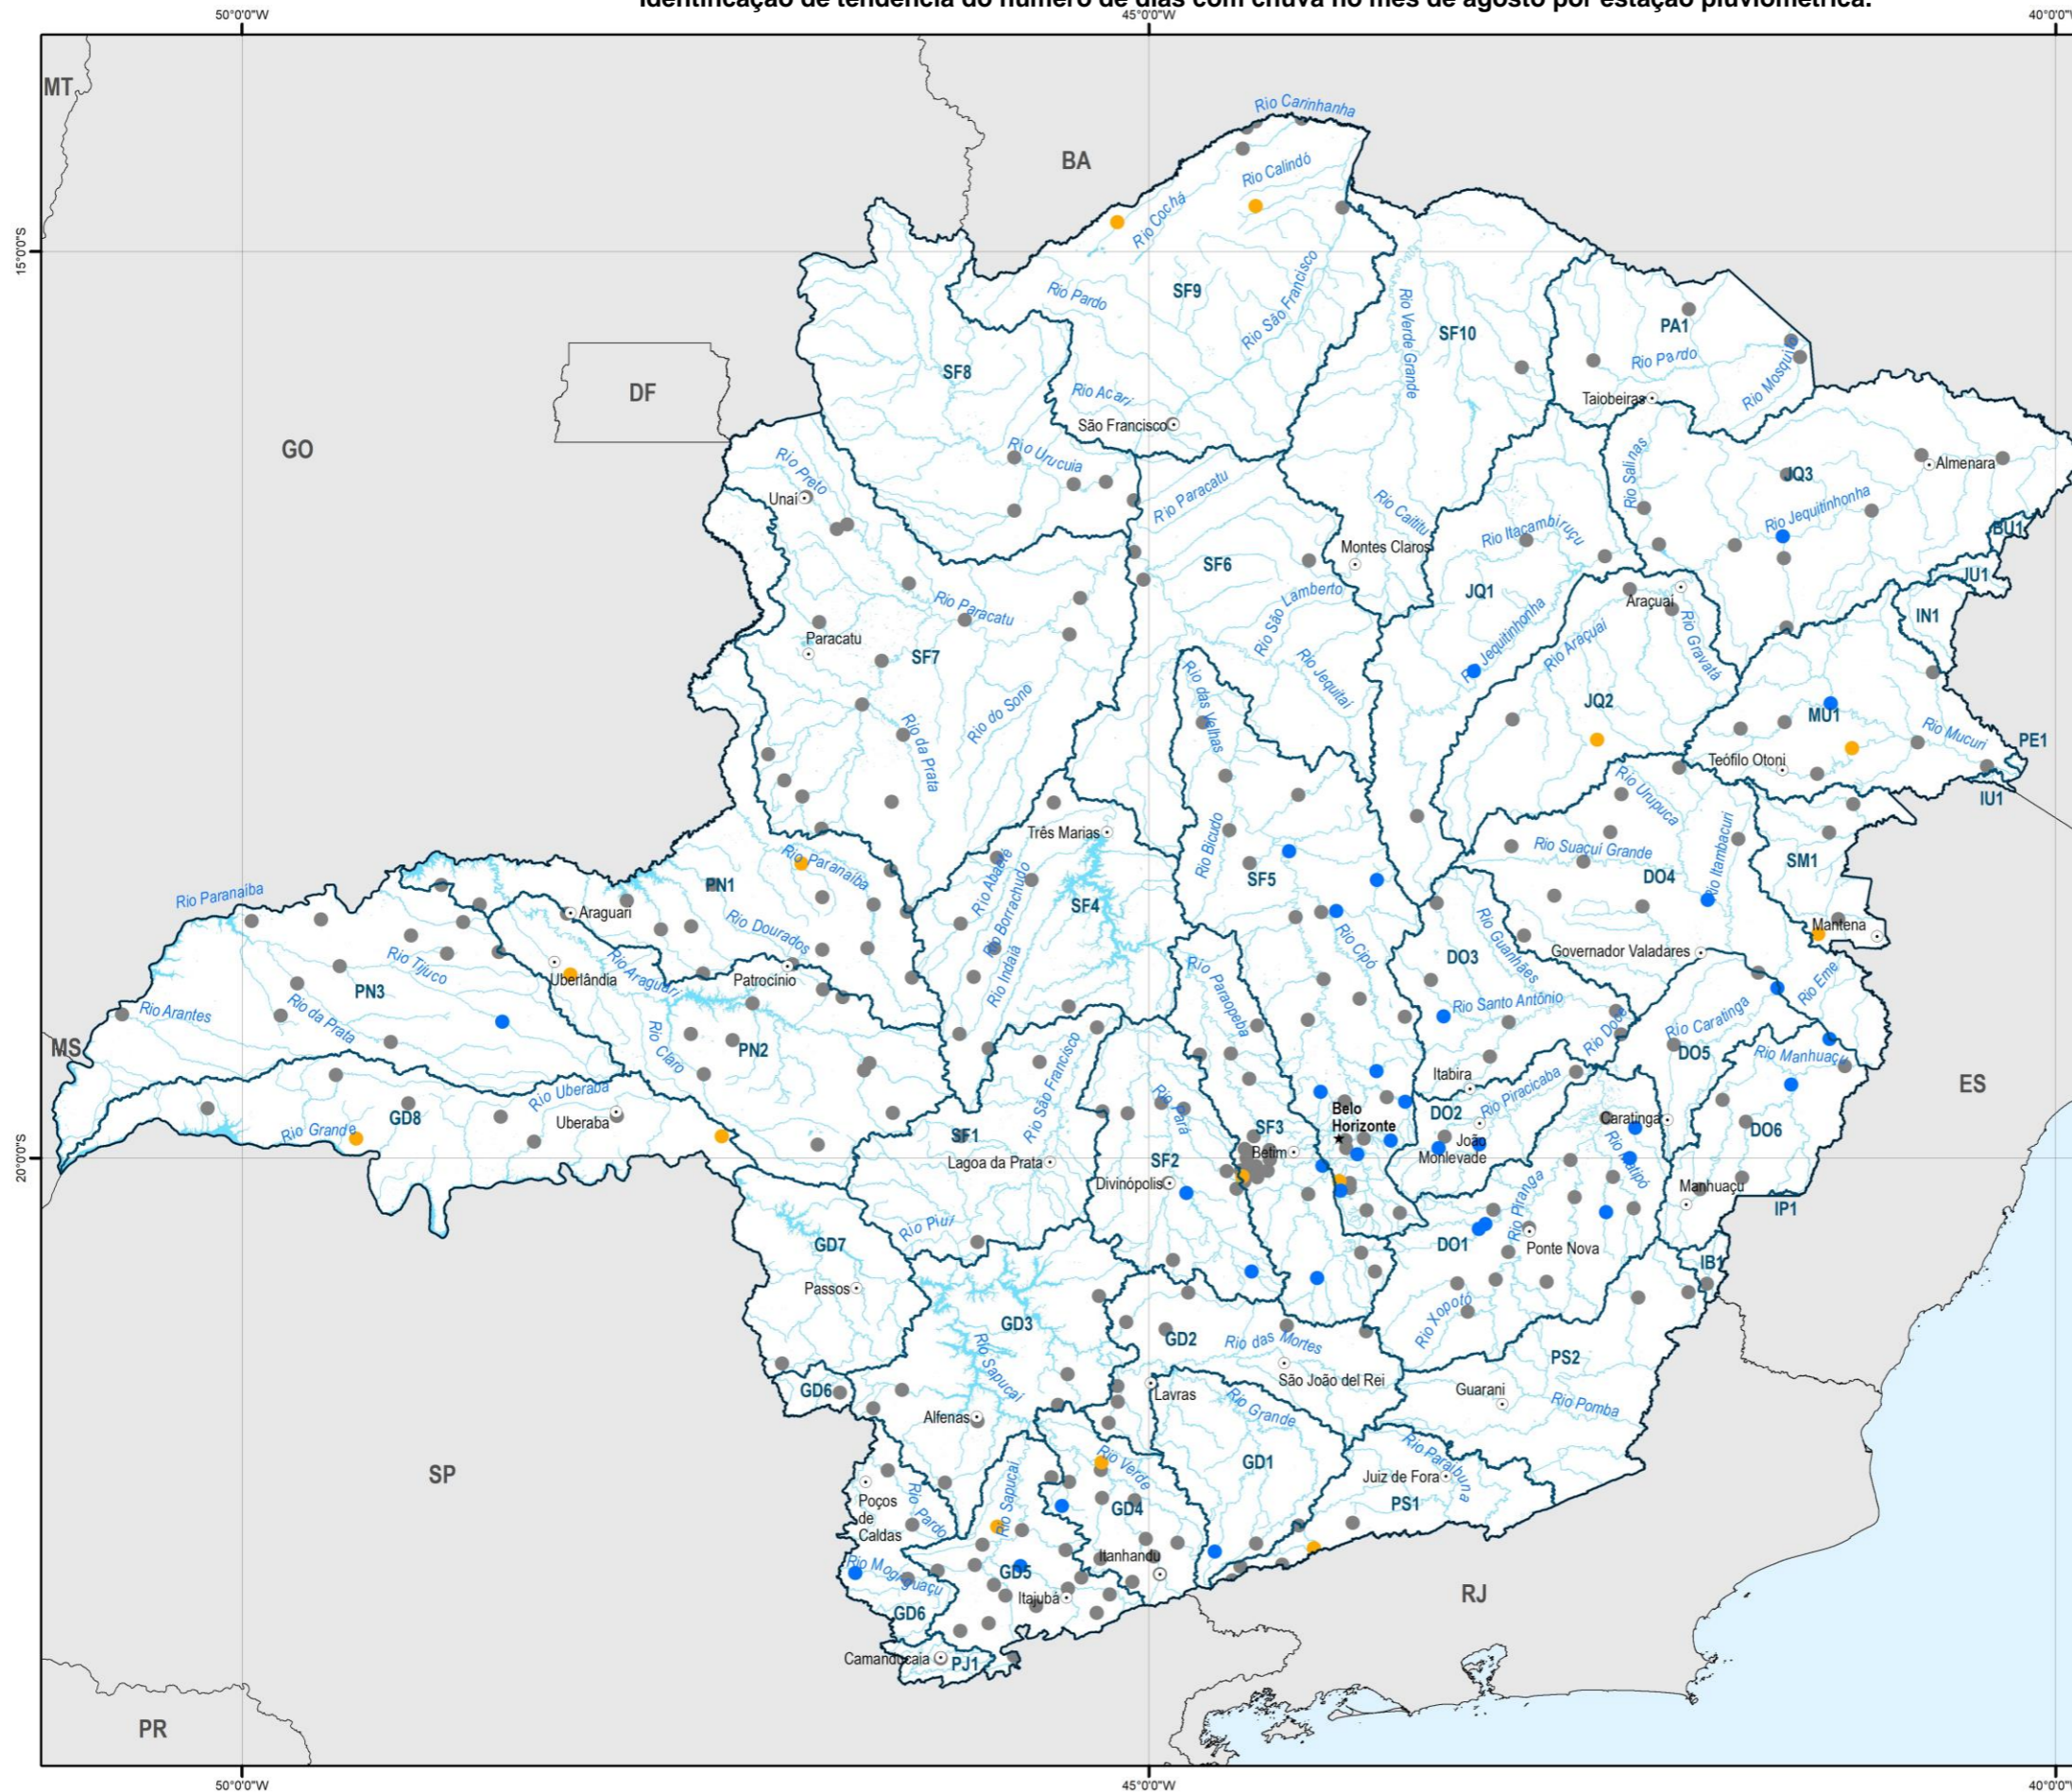 Identificação de tendência do número de dias com chuva no mês de agosto por estação pluviométrica.
50°0'0"W
45°0'0"W
40°0'0"W
MT
Rio Carinhanha
BA
Rio Calindó
Rio Cochá
15°0'0"S
Rio Pardo
SF9
Rio São Francisco
Rio Verde Grande
SF10
PA1
Rio Pardo
Rio Mosquito
SF8
DF
Rio Acari
Taiobeiras
São Francisco
GO
Rio Urucuia
Rio Preto
Unaí
Rio Paracatu
Rio Salinas
JQ3
Almenara
Rio Caititu
Rio Itacambiruçu
Rio Jequitinhonha
BU1
Montes Claros
SF6
JU1
JQ1
Rio São Lamberto
Araçuaí
IN1
Rio Paracatu
Paracatu
SF7
Rio Jequitinhonha
Rio Araçuaí
Rio Gravatá
Rio Jequitaí
Rio das Velhas
Rio do Sono
JQ2
MU1
Rio Mucuri
PE1
Rio da Prata
Teófilo Otoni
IU1
Rio Urupuca
Três Marias
Rio Bicudo
Rio Suaçuí Grande
Rio Itambacuri
SM1
Rio Paranaíba
PN1
Rio Abaeté
Rio Borrachudo
SF4
SF5
DO4
Rio Paranaíba
Araguari
Rio Dourados
Rio Cipó
Rio Guanhães
Mantena
Governador Valadares
DO3
Rio Tijuco
Uberlândia
Rio Araguari
Patrocínio
Rio Indaiá
Rio Paraopeba
Rio Eme
PN3
Rio Arantes
Rio da Prata
Rio Santo Antônio
Rio Doce
Rio Caratinga
MS
Rio Claro
PN2
Rio São Francisco
DO5
Rio Manhuaçu
Itabira
ES
Rio Uberaba
Rio Pará
Rio Piracicaba
GD8
Uberaba
Belo
Horizonte
DO2
Caratinga
Rio Grande
SF1
SF3
João
Monlevade
DO6
20°0'0"S
Lagoa da Prata
SF2
Betim
Rio Matipó
Divinópolis
Manhuaçu
Rio Piranga
IP1
Rio Piuí
GD7
DO1
Ponte Nova
IB1
Passos
Rio Xopotó
GD3
GD2
Rio das Mortes
PS2
Rio Sapucaí
GD6
São João del Rei
Lavras
Guarani
Rio Pomba
Alfenas
Rio Grande
SP
Rio Verde
GD1
Rio Paraibuna
Juiz de Fora
PS1
Poços
de
Caldas
Rio Pardo
Rio Sapucaí
GD4
Itanhandu
Rio Mogi-Guaçu
GD5
Itajubá
RJ
GD6
Camanducaia
PJ1
PR
50°0'0"W
45°0'0"W
40°0'0"W